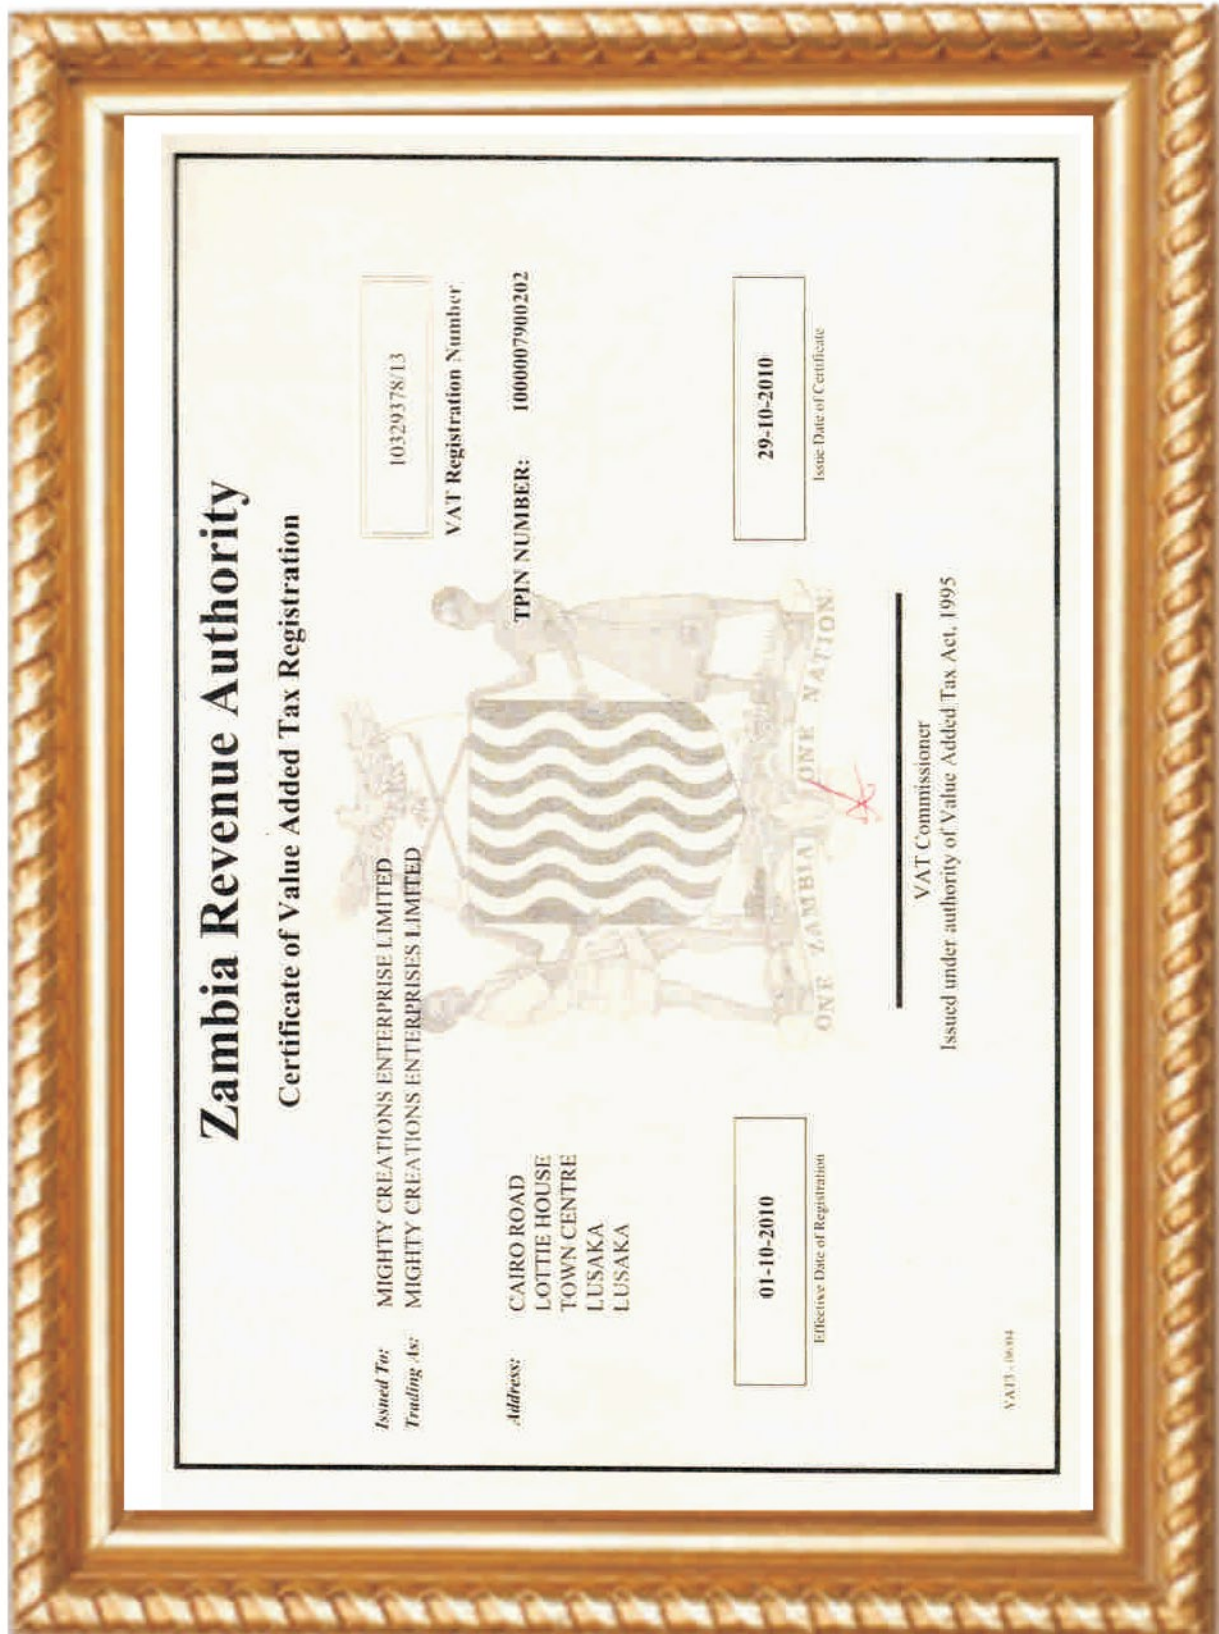 Zambia Revenue Authority
Certificate of Value Added Tax Registration
10329378/13
VAT Registration Number
Issued To: MIGHTY CREATIONS ENTERPRISE LIMITED
Trading As: MIGHTY CREATIONS ENTERPRISES LIMITED
TPIN NUMBER: 1000007900202
Address: CAIRO ROAD
LOTTIE HOUSE
TOWN CENTRE
LUSAKA
LUSAKA
01-10-2010
Effective Date of Registration
29-10-2010
Issue Date of Certificate
ONE ZAMBIA ONE NATION
VAT Commissioner
Issued under authority of Value Added Tax Act, 1995